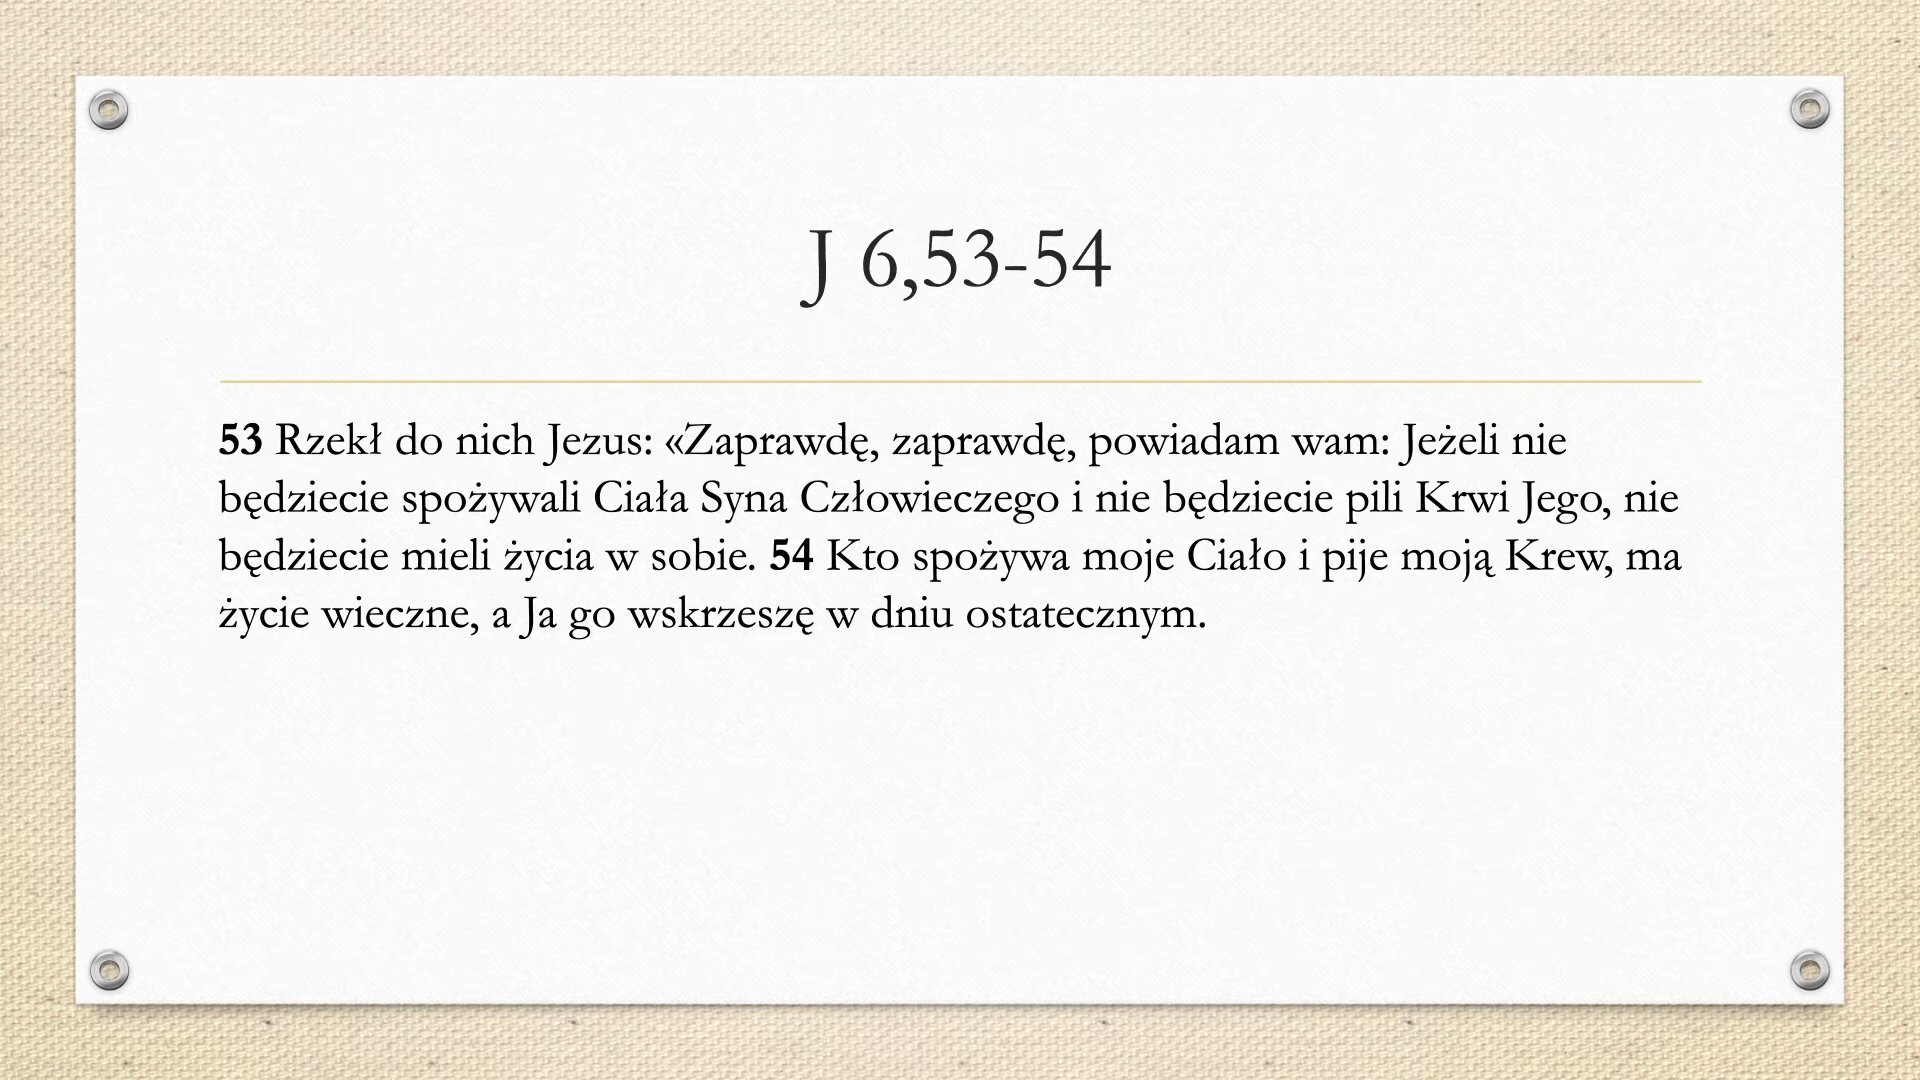 J 6,53-54
53 Rzekł do nich Jezus: «Zaprawdę, zaprawdę, powiadam wam: Jeżeli nie
będziecie spożywali Ciała Syna Człowieczego i nie będziecie pili Krwi Jego, nie
będziecie mieli życia w sobie. 54 Kto spożywa moje Ciało i pije moją Krew, ma
życie wieczne, a Ja go wskrzeszę w dniu ostatecznym.